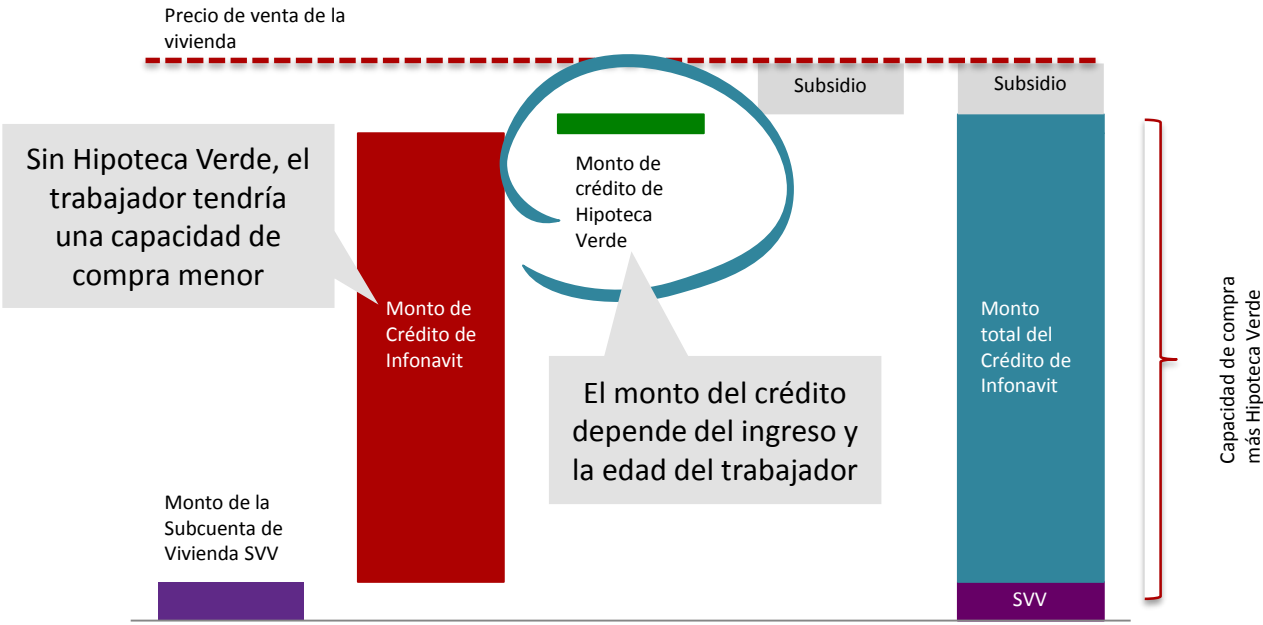 Precio de venta de la
vivienda
Subsidio
Subsidio
Sin Hipoteca Verde, el
trabajador tendría
una capacidad de
compra menor
Monto de
crédito de
Hipoteca
Verde
Monto de
Crédito de
Infonavit
Monto
total del
Crédito de
Infonavit
Capacidad de compra
más Hipoteca Verde
El monto del crédito
depende del ingreso y
la edad del trabajador
Monto de la
Subcuenta de
Vivienda SVV
SVV